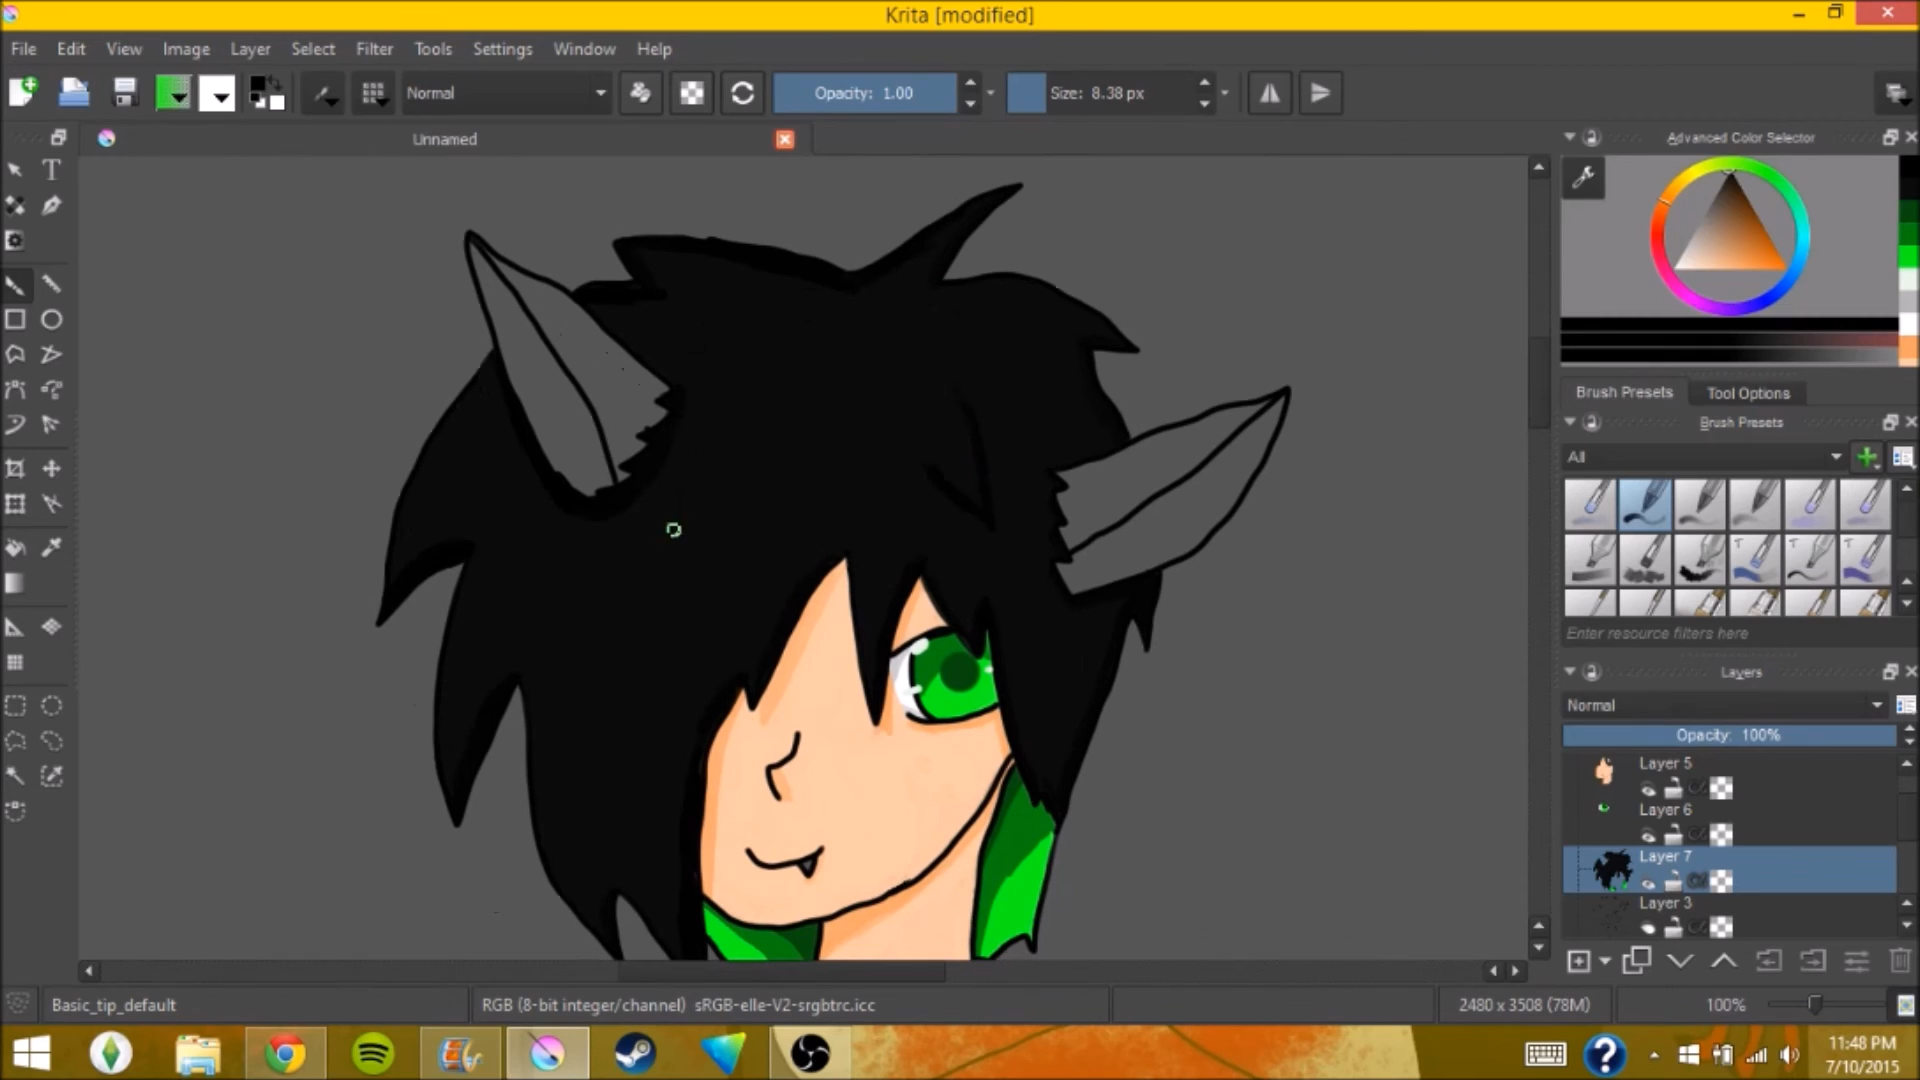 Krita [modified]
File Edit View Image Layer Select Filter Tools Settings Window Help
Normal Opacity: 1.00 Size: 8.38 px
Unnamed
Advanced Color Selector
Brush Presets Tool Options
Brush Presets
All
Enter resource filters here
Layers
Normal
Opacity: 100%
Layer 5
Layer 6
Layer 7
Layer 3
Basic_tip_default RGB (8-bit integer/channel) sRGB-elle-V2-srgbtrc.icc 2480 x 3508 (78M) 100%
11:48 PM
7/10/2015